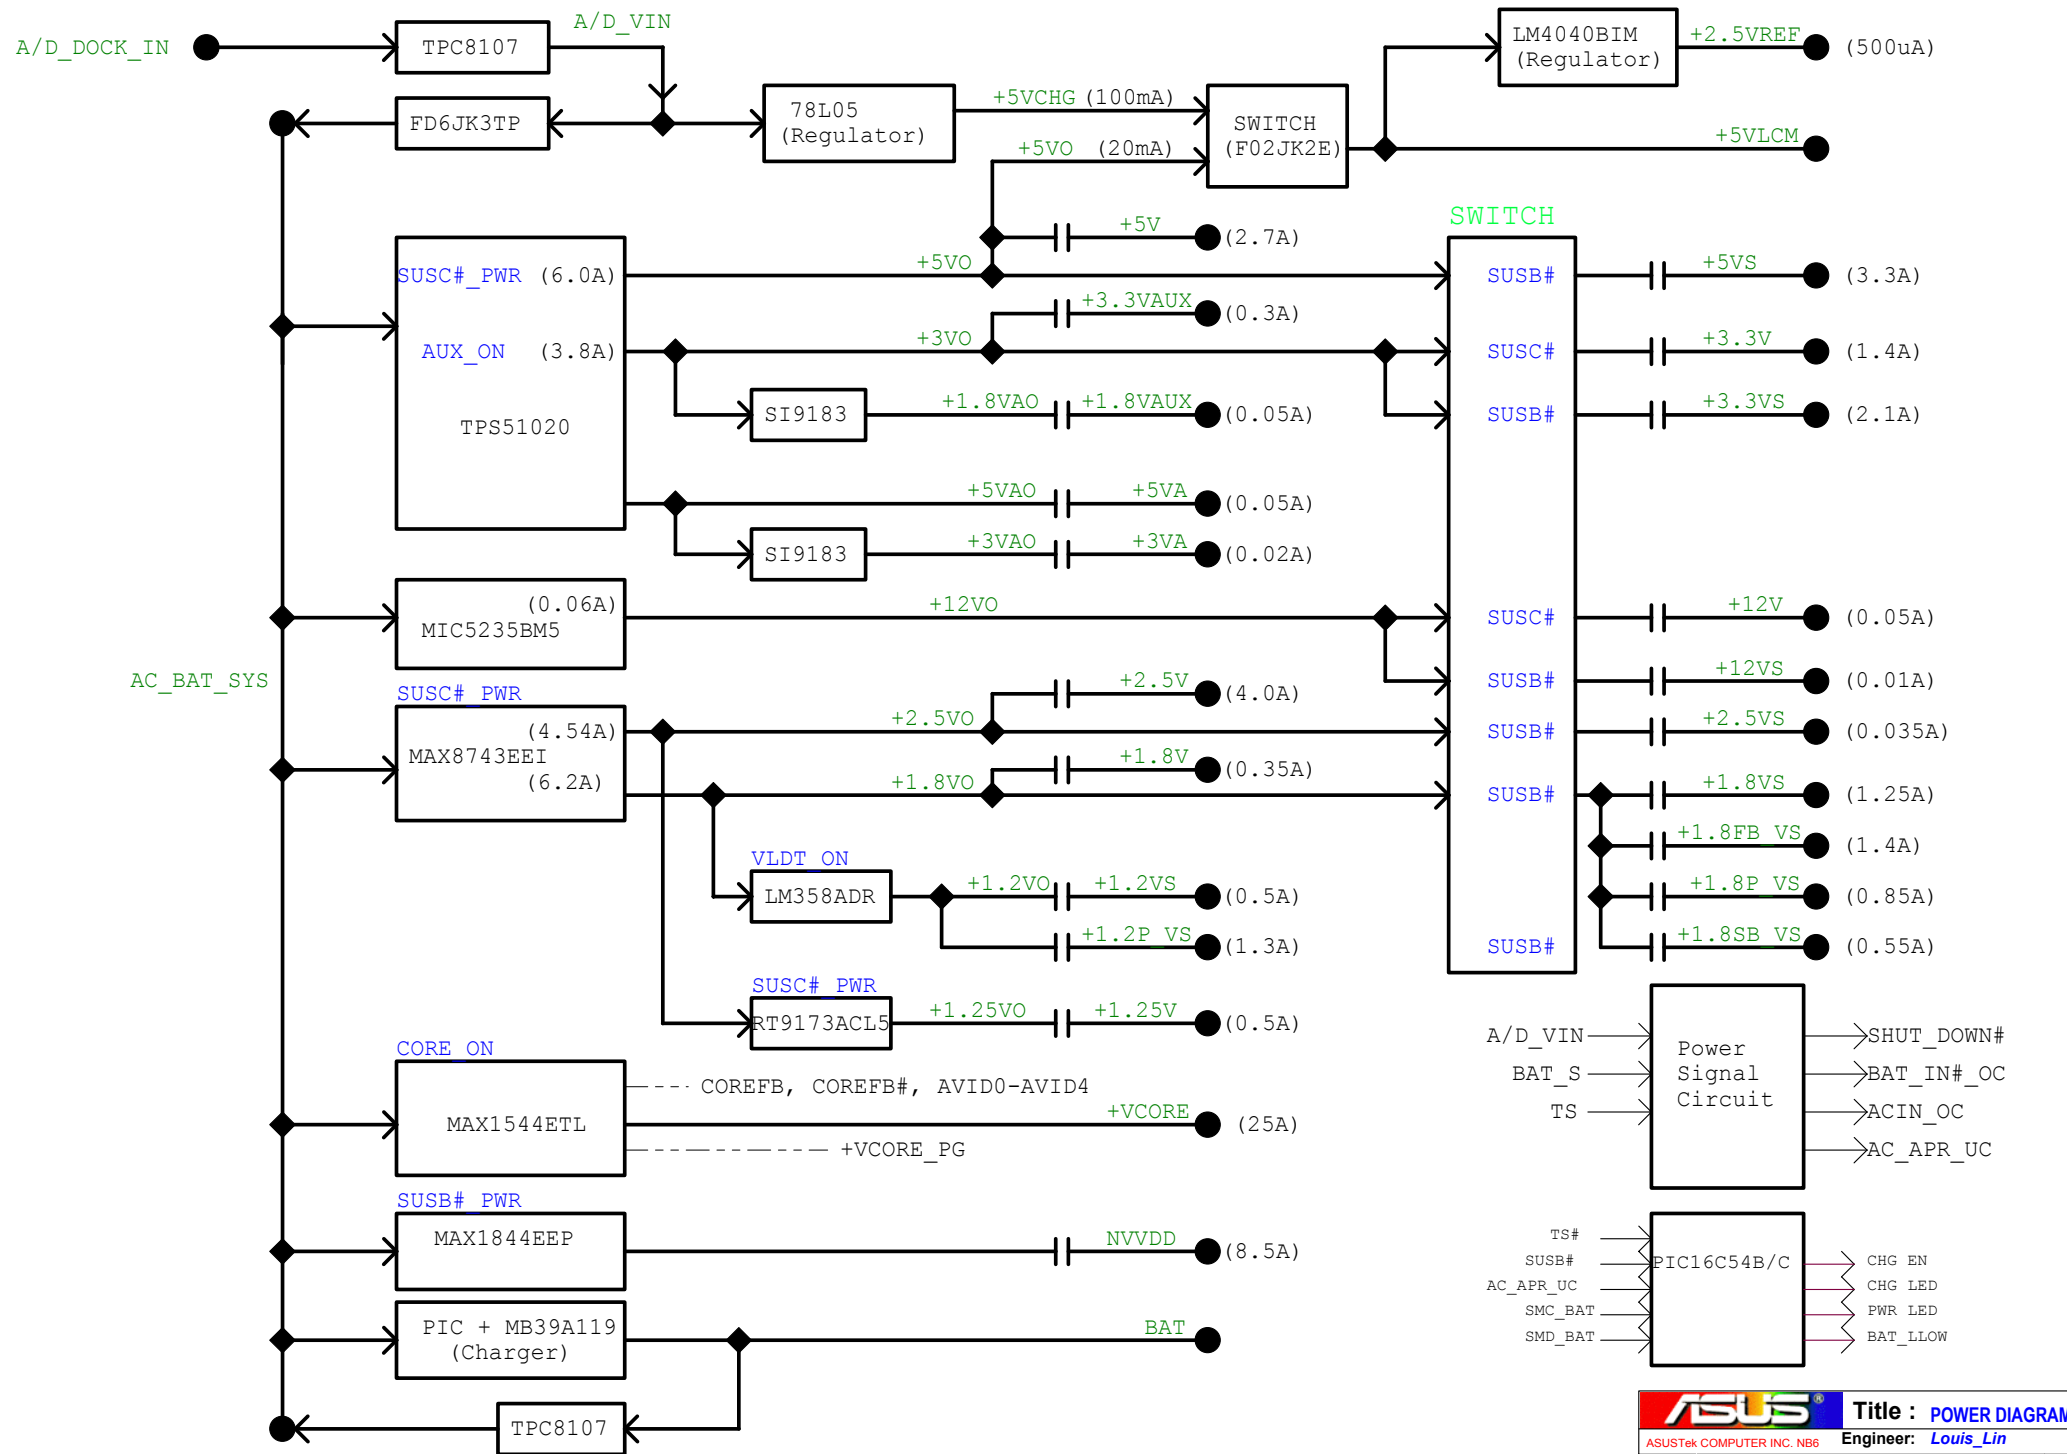 A/D_DOCK_IN
TPC8107
A/D_VIN
FD6JK3TP
78L05
(Regulator)
+5VCHG (100mA)
+5VO (20mA)
SWITCH
(F02JK2E)
LM4040BIM
(Regulator)
+2.5VREF
(500uA)
+5VLCM
SWITCH
SUSC#_PWR (6.0A)
AUX_ON (3.8A)
TPS51020
+5VO
+5V
(2.7A)
+3.3VAUX
(0.3A)
+3VO
SI9183
+1.8VAO
+1.8VAUX
(0.05A)
+5VAO
+5VA
(0.05A)
SI9183
+3VAO
+3VA
(0.02A)
SUSB#
+5VS
(3.3A)
SUSC#
+3.3V
(1.4A)
SUSB#
+3.3VS
(2.1A)
(0.06A)
MIC5235BM5
+12VO
SUSC#
+12V
(0.05A)
SUSB#
+12VS
(0.01A)
AC_BAT_SYS
SUSC#_PWR
(4.54A)
MAX8743EEI
(6.2A)
+2.5VO
+2.5V
(4.0A)
+1.8VO
+1.8V
(0.35A)
SUSB#
+2.5VS
(0.035A)
SUSB#
+1.8VS
(1.25A)
+1.8FB_VS
(1.4A)
+1.8P_VS
(0.85A)
SUSB#
+1.8SB_VS
(0.55A)
VLDT_ON
LM358ADR
+1.2VO
+1.2VS
(0.5A)
+1.2P_VS
(1.3A)
SUSC#_PWR
RT9173ACL5
+1.25VO
+1.25V
(0.5A)
CORE_ON
MAX1544ETL
COREFB, COREFB#, AVID0-AVID4
+VCORE
(25A)
+VCORE_PG
SUSB#_PWR
MAX1844EEP
NVVDD
(8.5A)
PIC + MB39A119
(Charger)
BAT
TPC8107
A/D_VIN
BAT_S
TS
Power
Signal
Circuit
SHUT_DOWN#
BAT_IN#_OC
ACIN_OC
AC_APR_UC
TS#
SUSB#
AC_APR_UC
SMC_BAT
SMD_BAT
PIC16C54B/C
CHG EN
CHG LED
PWR LED
BAT_LLOW
ASUS®
ASUSTek COMPUTER INC. NB6
Title : POWER DIAGRAM
Engineer: Louis_Lin